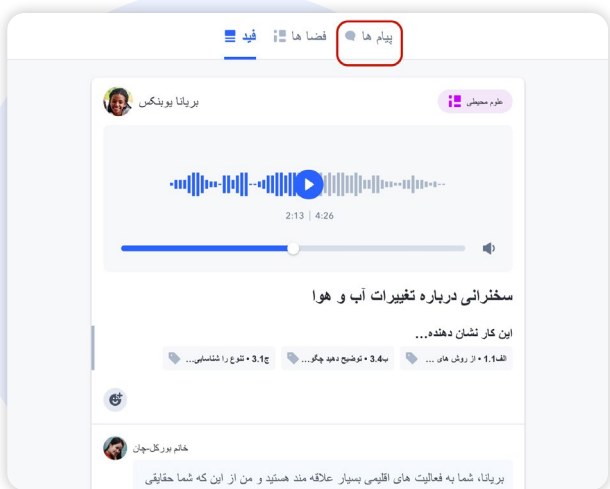 پیام ها فضا ها فید
بریانا یوبنکس
علوم محیطی
2:13 | 4:26
سخنرانی درباره تغییرات آب و هوا
این کار نشان دهنده...
الف1.1 • از روش های ... ب3.4 • توضیح دهید چگو... ج3.1 • تنوع را شناسایی...
خانم بورکل-چان
بریانا، شما به فعالیت های اقلیمی بسیار علاقه مند هستید و من از این که شما حقایقی